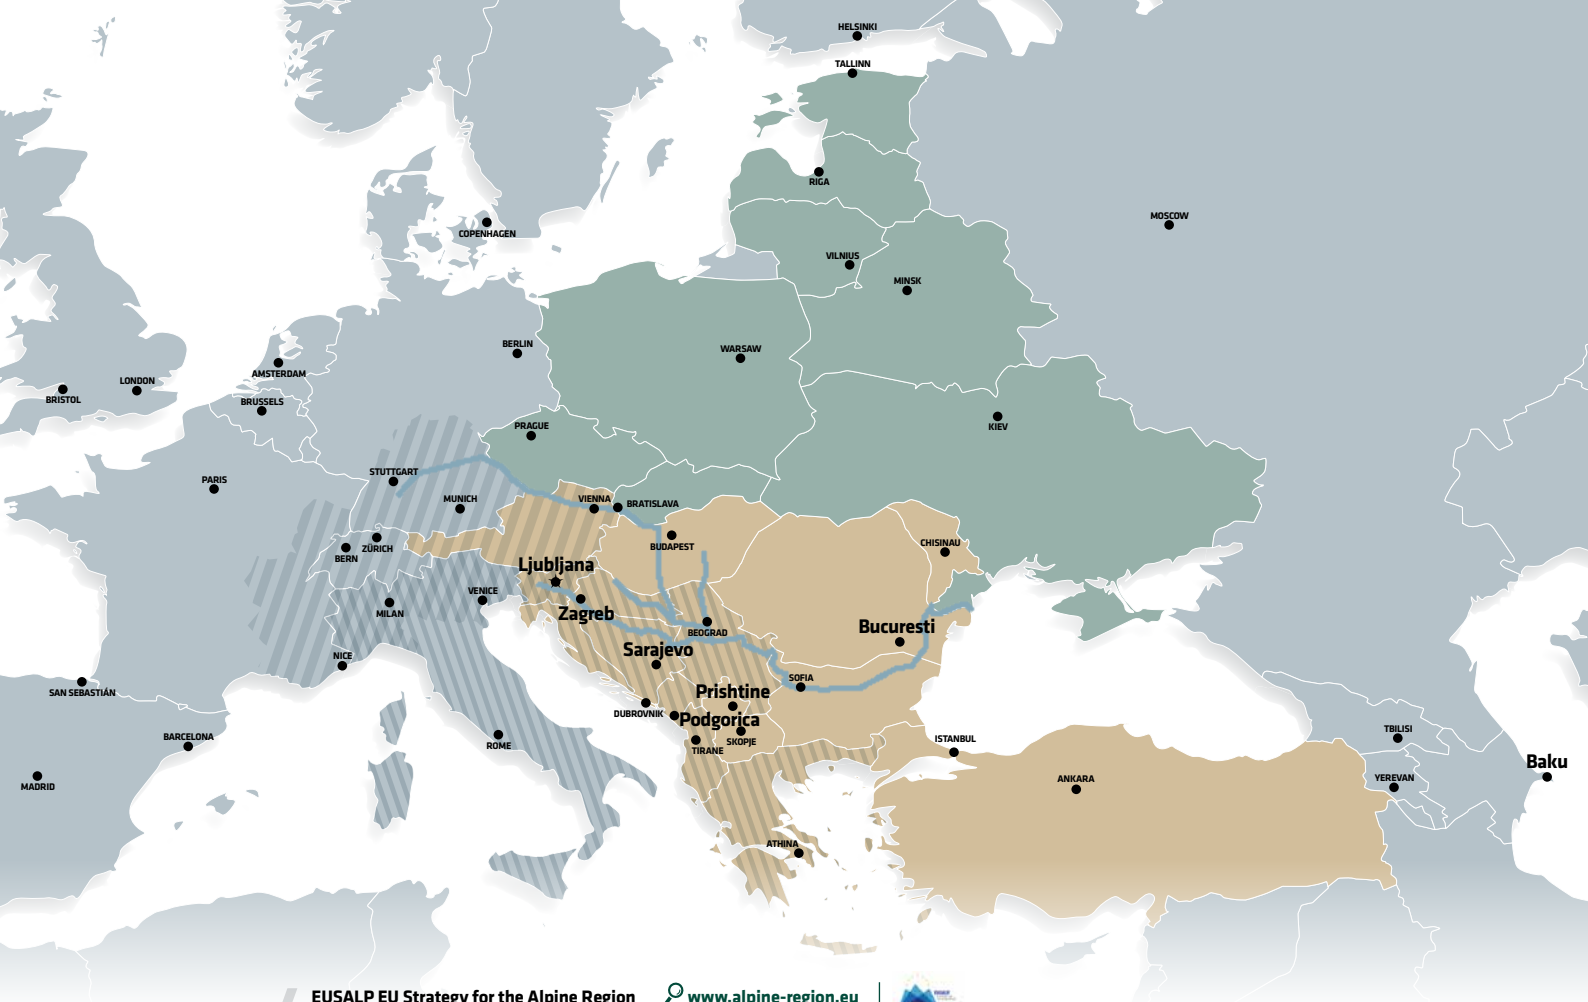 HELSINKI
TALLINN
RIGA
MOSCOW
COPENHAGEN
VILNIUS
MINSK
BERLIN
WARSAW
AMSTERDAM
LONDON
BRISTOL
BRUSSELS
PRAGUE
KIEV
STUTTGART
PARIS
MUNICH
VIENNA
BRATISLAVA
BERN
ZÜRICH
BUDAPEST
CHISINAU
Ljubljana
VENICE
MILAN
Zagreb
BEOGRAD
Bucuresti
NICE
Sarajevo
SAN SEBASTIÁN
SOFIA
Prishtine
DUBROVNIK
Podgorica
BARCELONA
ROME
TIRANE
SKOPJE
ISTANBUL
TBILISI
MADRID
ANKARA
YEREVAN
Baku
ATHINA
EUSALP EU Strategy for the Alpine Region
www.alpine-region.eu